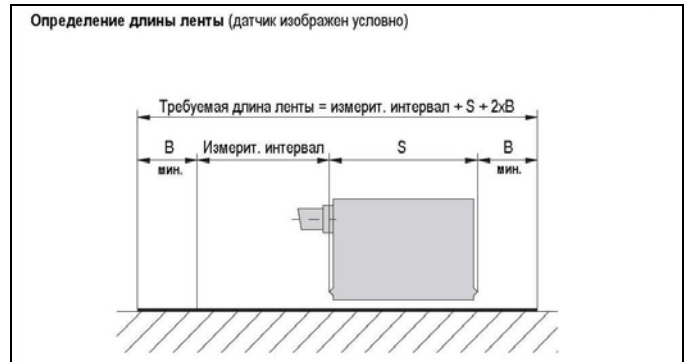 Определение длины ленты (датчик изображен условно)
Требуемая длина ленты = измерит. интервал + S + 2xB
B Измерит. интервал S B
мин. мин.